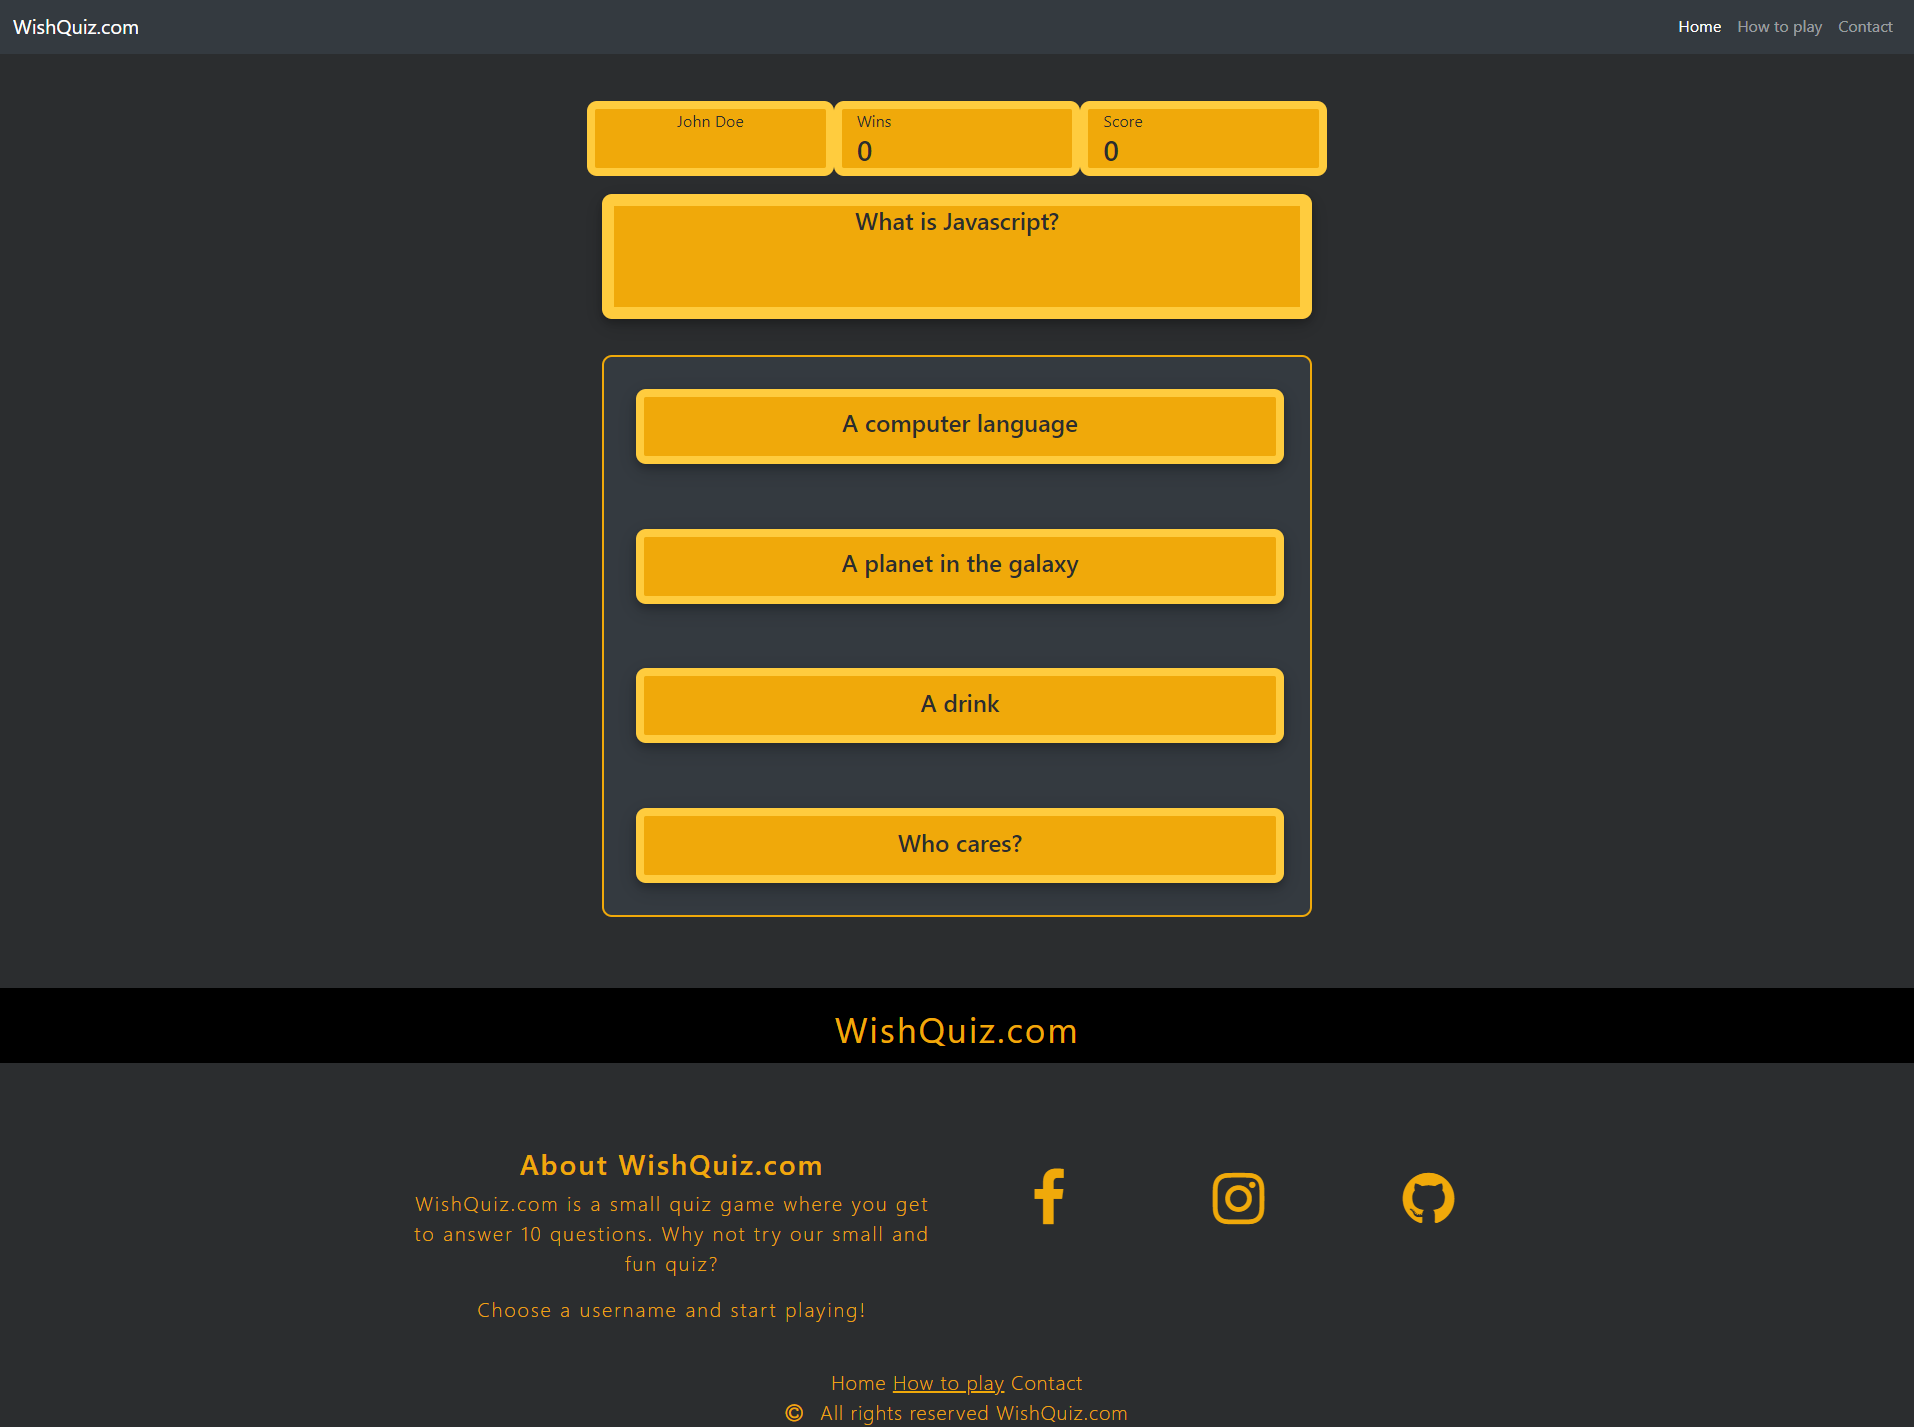 WishQuiz.com
Home How to play Contact
John Doe
Wins
0
Score
0
What is Javascript?
A computer language
A planet in the galaxy
A drink
Who cares?
WishQuiz.com
About WishQuiz.com
WishQuiz.com is a small quiz game where you get
to answer 10 questions. Why not try our small and
fun quiz?
Choose a username and start playing!
Home How to play Contact
© All rights reserved WishQuiz.com